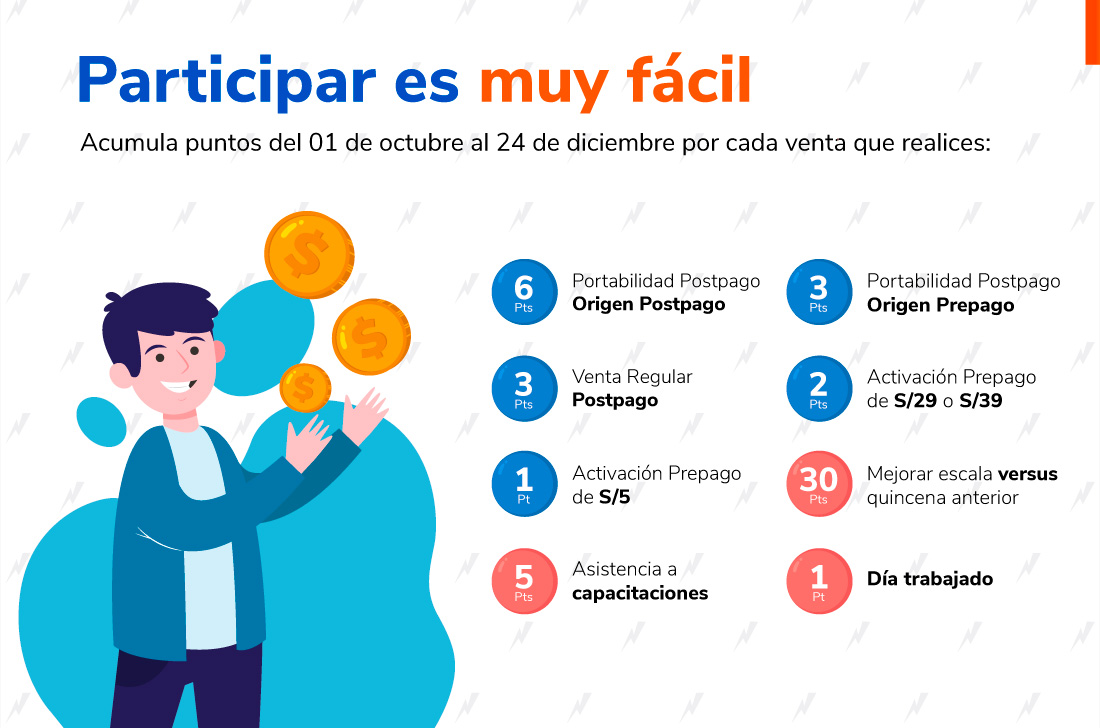 Participar es muy fácil
Acumula puntos del 01 de octubre al 24 de diciembre por cada venta que realices:
6
Pts
Portabilidad Postpago
Origen Postpago
3
Pts
Portabilidad Postpago
Origen Prepago
3
Pts
Venta Regular
Postpago
2
Pts
Activación Prepago
de S/29 o S/39
1
Pt
Activación Prepago
de S/5
30
Pts
Mejorar escala versus
quincena anterior
5
Pts
Asistencia a
capacitaciones
1
Pt
Día trabajado
$
$
$